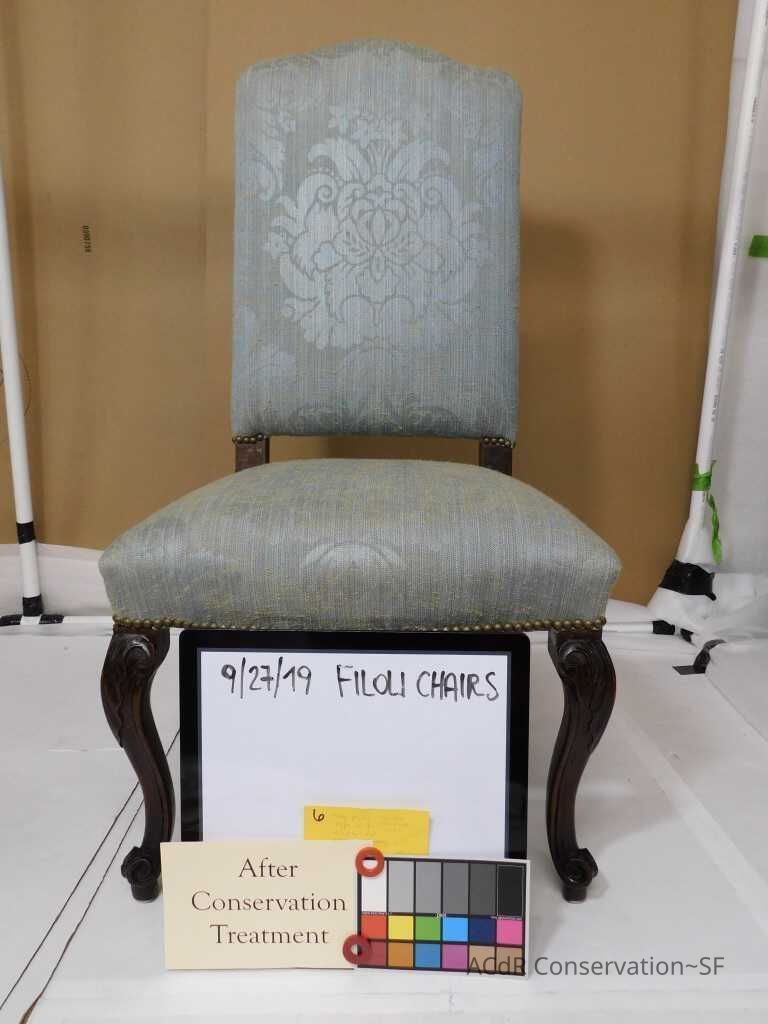 9/27/19 FILOLI CHAIRS
6
After
Conservation
Treatment
ACdR Conservation~SF